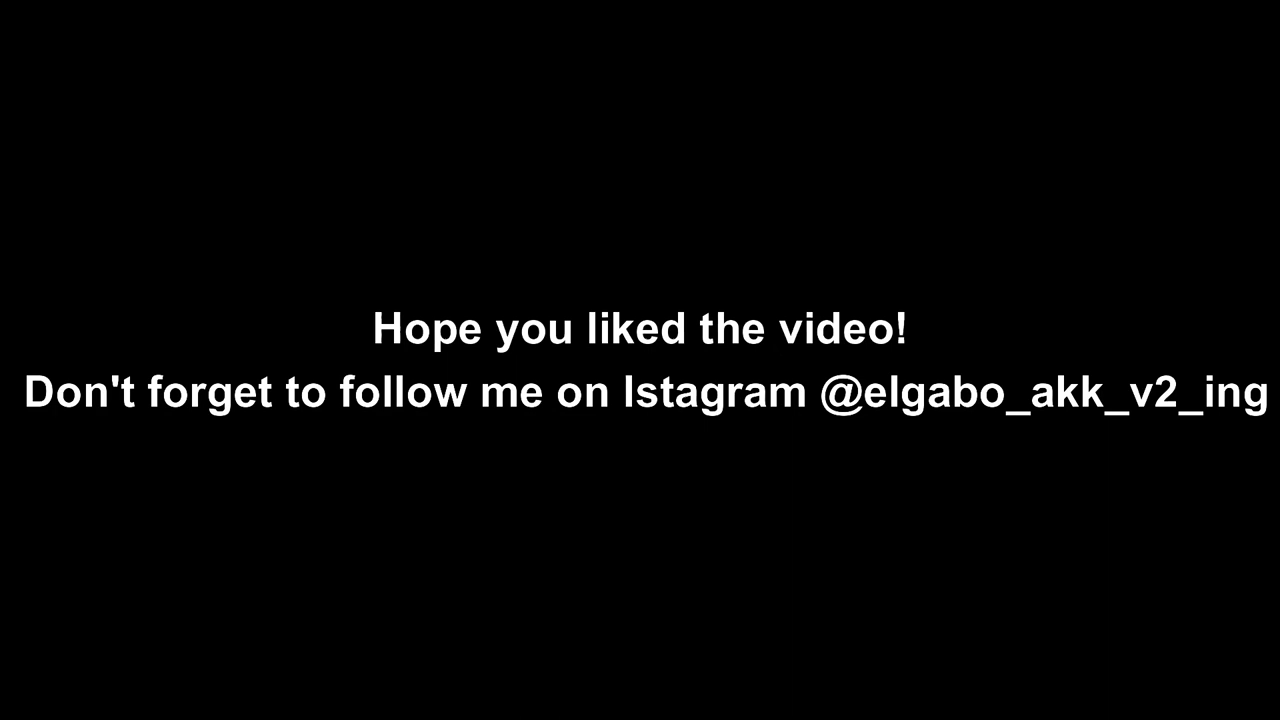 Hope you liked the video!
Don't forget to follow me on Istagram @elgabo_akk_v2_ing